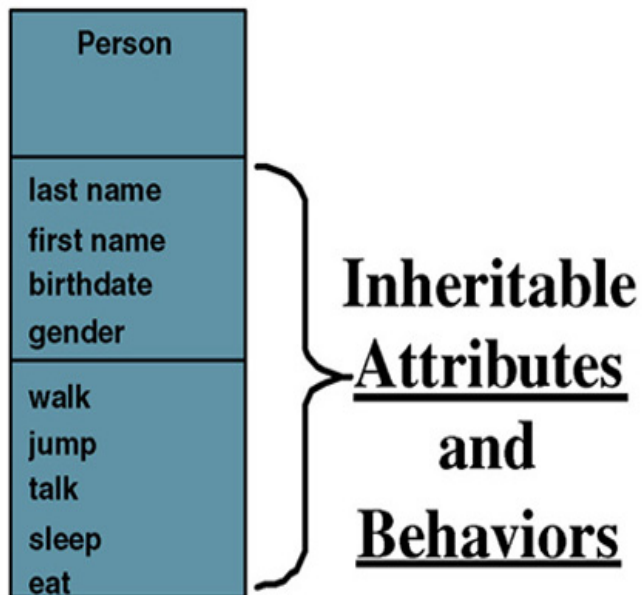 Person
last name
first name
birthdate
gender
walk
jump
talk
sleep
eat
Inheritable
Attributes
and
Behaviors